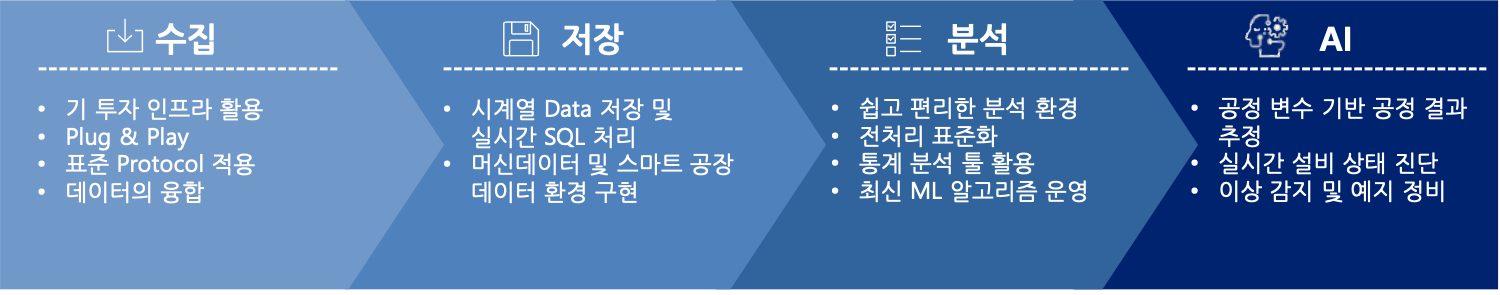 수집
• 기 투자 인프라 활용
• Plug & Play
• 표준 Protocol 적용
• 데이터의 융합
저장
• 시계열 Data 저장 및
실시간 SQL 처리
• 머신데이터 및 스마트 공장
데이터 환경 구현
분석
• 쉽고 편리한 분석 환경
• 전처리 표준화
• 통계 분석 툴 활용
• 최신 ML 알고리즘 운영
AI
• 공정 변수 기반 공정 결과
추정
• 실시간 설비 상태 진단
• 이상 감지 및 예지 정비